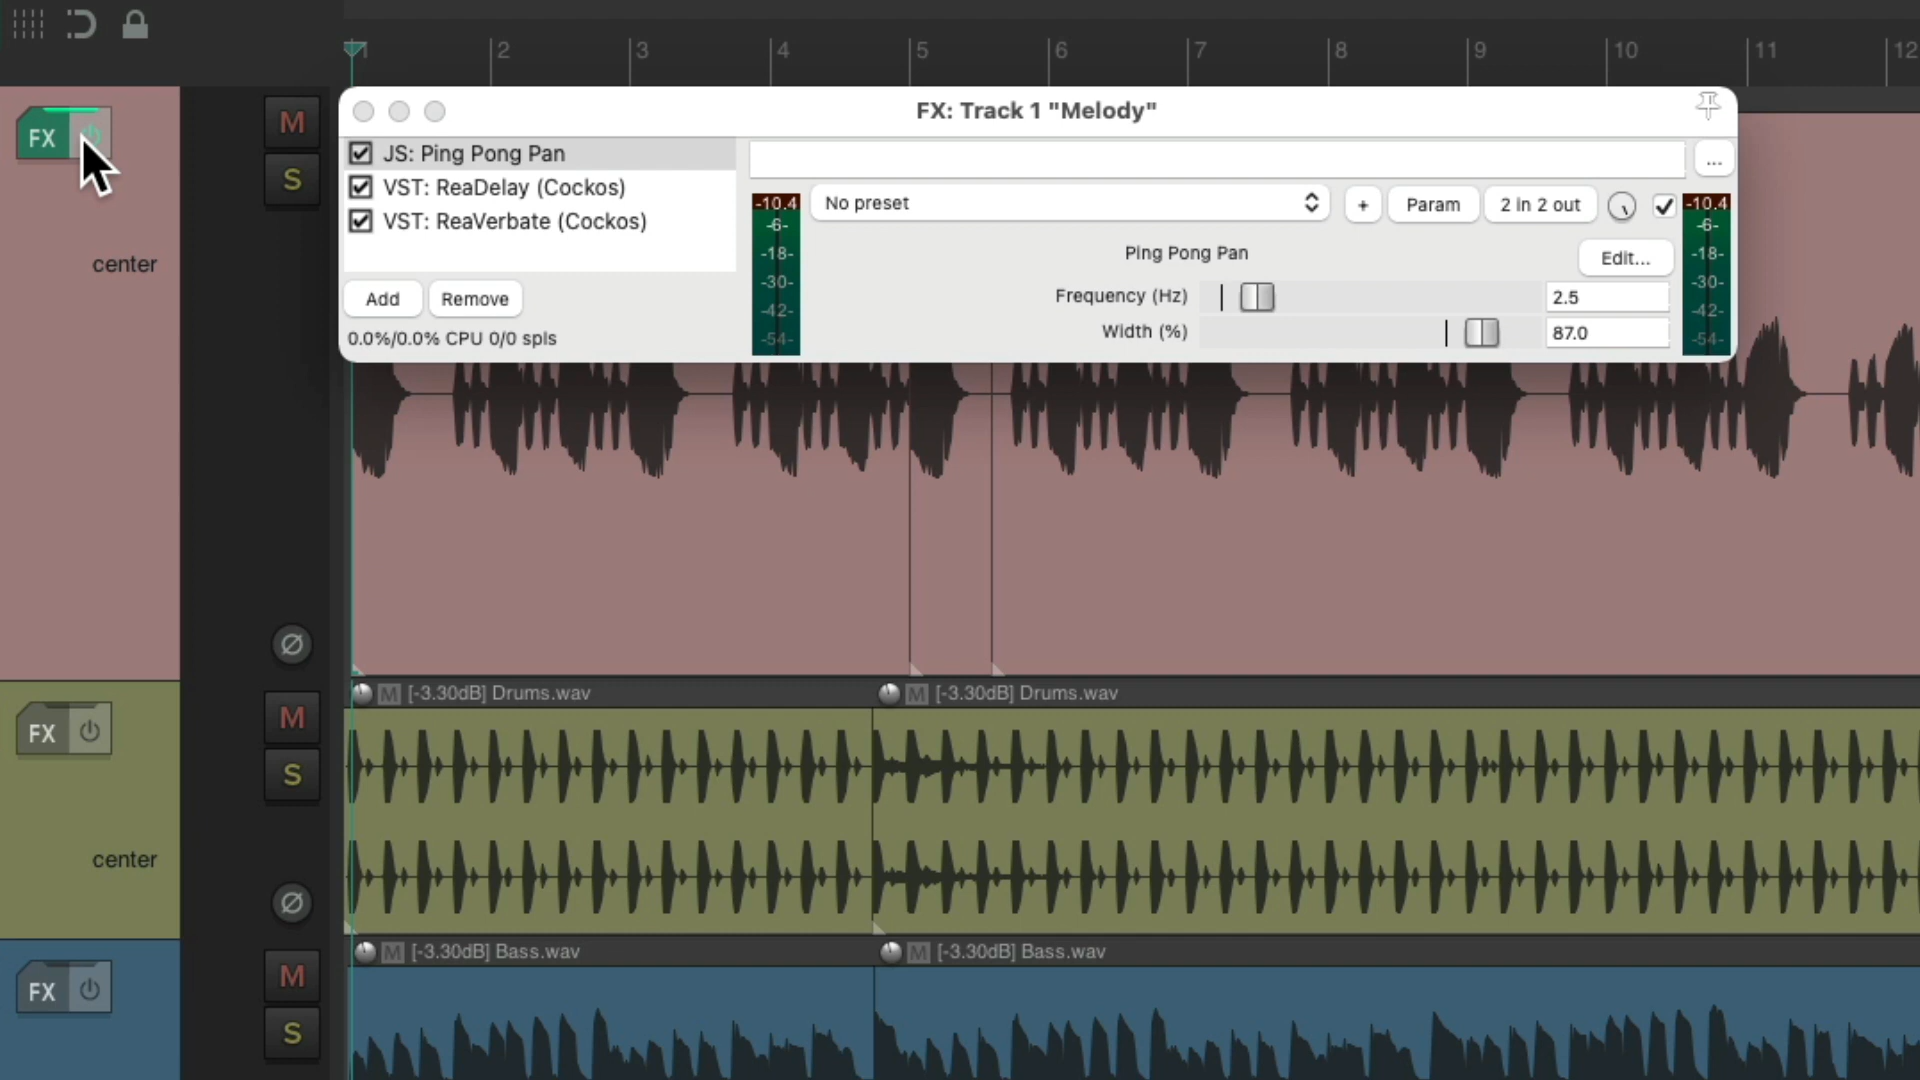 1 2 3 4 5 6 7 8 9 10 11 12
FX: Track 1 "Melody"
FX
M
S
center
JS: Ping Pong Pan
VST: ReaDelay (Cockos)
VST: ReaVerbate (Cockos)
Add Remove
0.0%/0.0% CPU 0/0 spls
...
No preset + Param 2 in 2 out
-10.4
-6-
-18-
-30-
-42-
-54-
Ping Pong Pan Edit...
Frequency (Hz) 2.5
Width (%) 87.0
-10.4
-6-
-18-
-30-
-42-
-54-
Ø
M [-3.30dB] Drums.wav M [-3.30dB] Drums.wav
FX
M
S
center
Ø
M [-3.30dB] Bass.wav M [-3.30dB] Bass.wav
FX
M
S